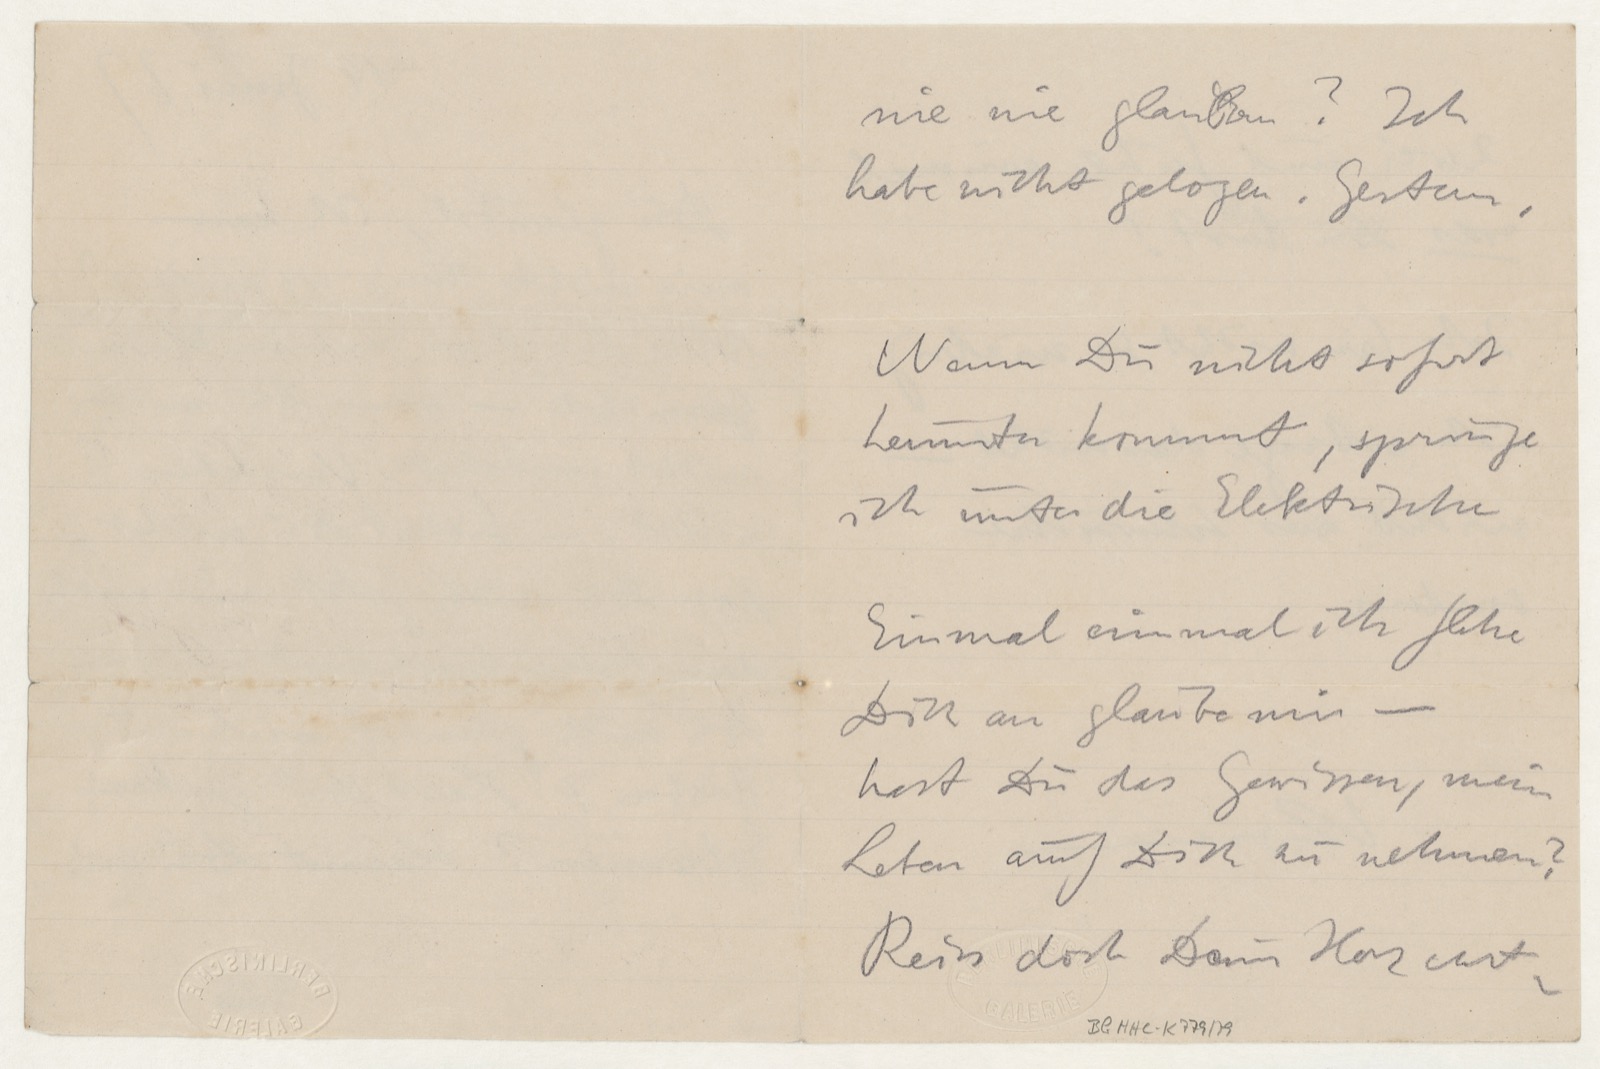 nie nie glauben? Ich
habe nicht gelogen. Gestern,
Wenn Du nicht sofort
herunter kommst, springe
ich unter die Elektrische
Einmal einmal ich flehe
Dich an glaube mir —
hast Du das Gewissen, mein
Leben auf Dich zu nehmen?
Reiss doch Dein Herz auf,
BERLINISCHE
GALERIE
BERLINISCHE
GALERIE
BG HHC-K 779/79